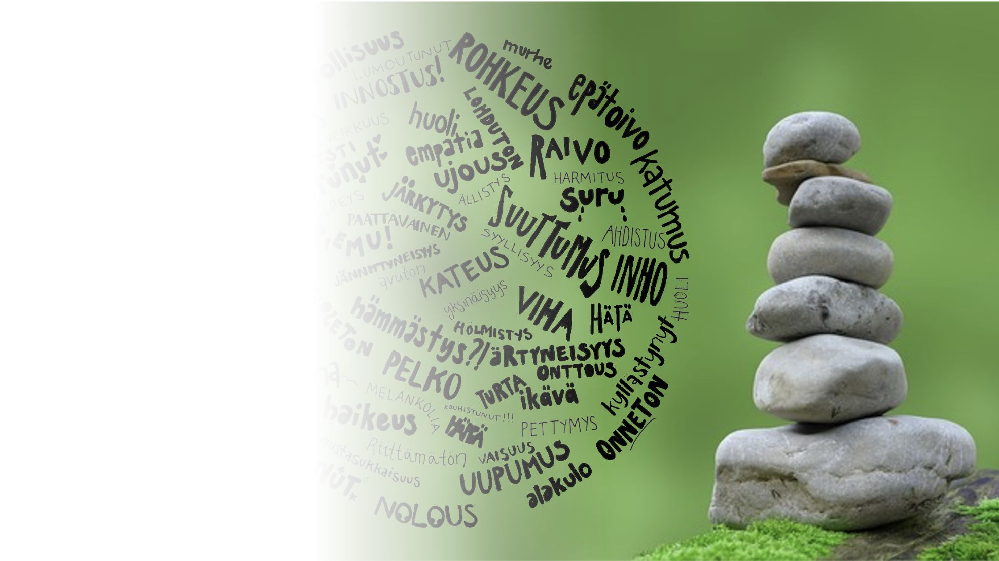 LUMOUTUNUT
INNOSTUS!
ROHKEUS
murhe
epätoivo
katumus
huoli
LOHDUTON
empatia
ujous
RAIVO
HARMITUS
suru
ÄLLISTYS
JÄRKYTYS
PÄÄTTÄVÄINEN
SUUTTUMUS
SYYLLISYYS
AHDISTUS
INHO
HUOLI
JÄNNITTYNEISYYS
avuton
KATEUS
yksinäisyys
VIHA
HÄTÄ
hämmästys?!
HÖLMISTYS
ÄRTYNEISYYS
ONTTOUS
kyllästynyt
ONNETON
PELKO
TURTA
ikävä
MELANKOLIA
KAUHISTUNUT!!!
haikeus
HÄPEÄ
PETTYMYS
Riittämätön
VAISUUS
mustasukkaisuus
UUPUMUS
alakulo
NOLOUS